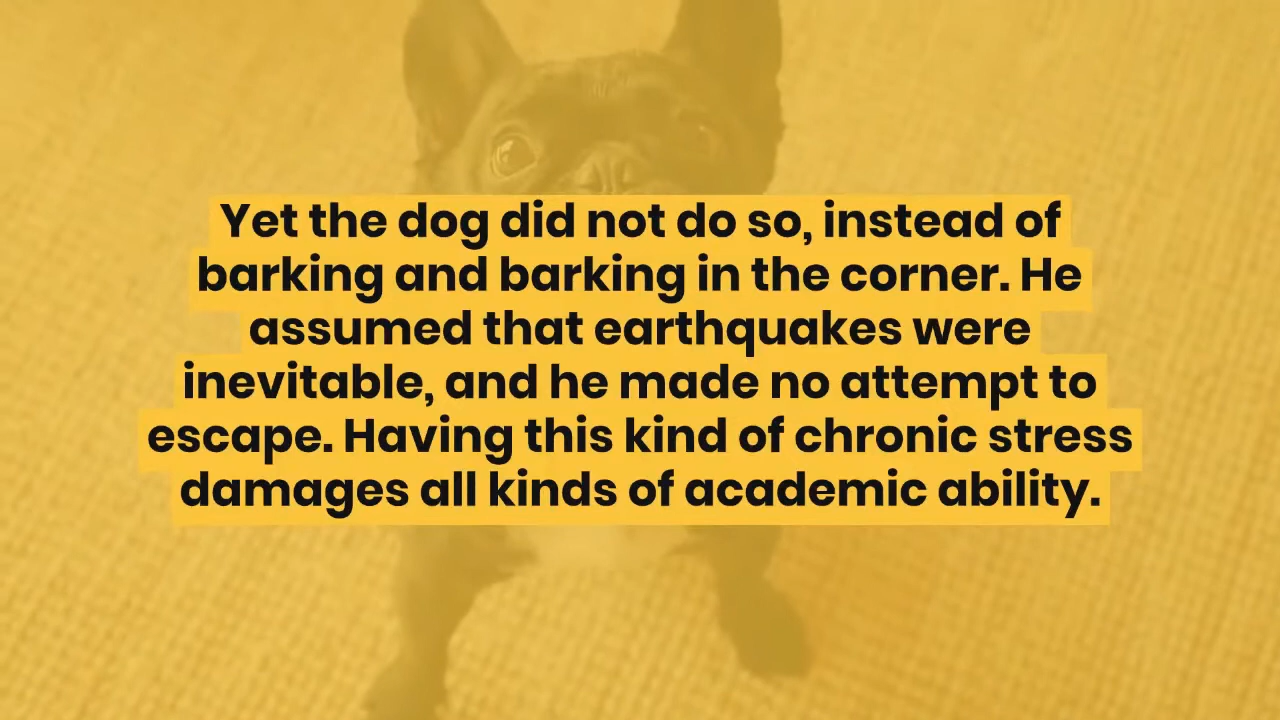 Yet the dog did not do so, instead of
barking and barking in the corner. He
assumed that earthquakes were
inevitable, and he made no attempt to
escape. Having this kind of chronic stress
damages all kinds of academic ability.